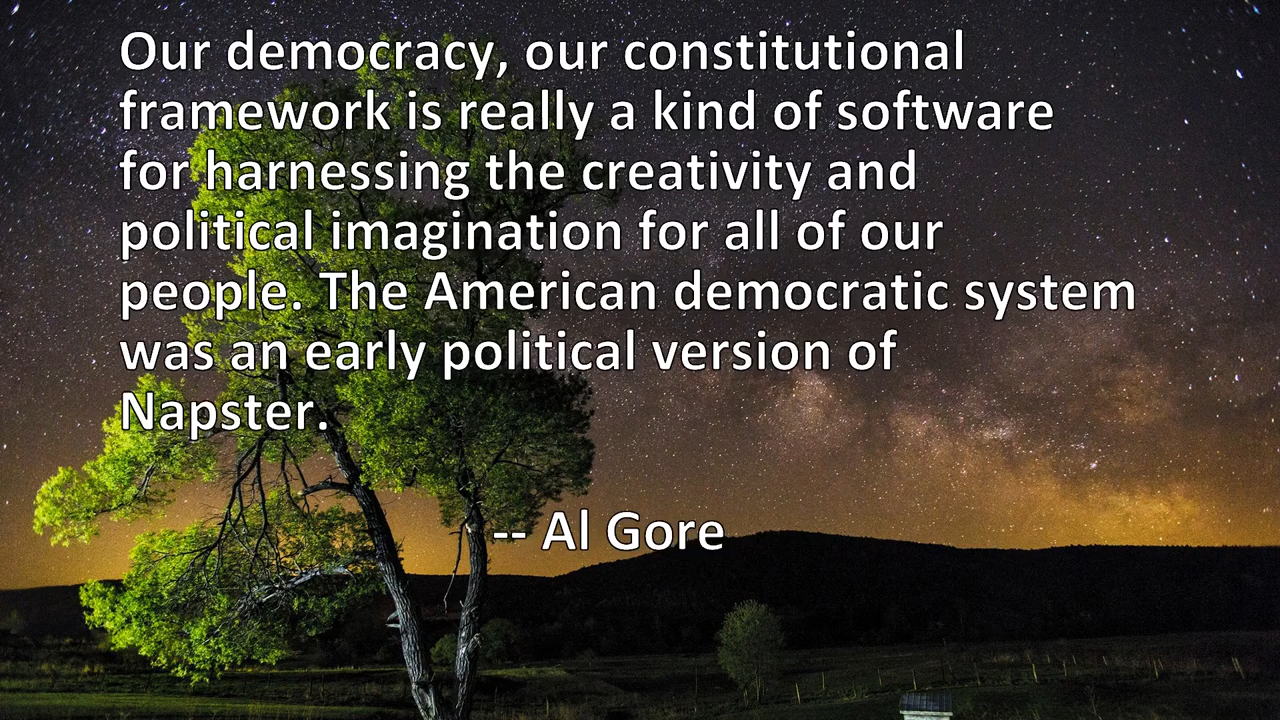 Our democracy, our constitutional
framework is really a kind of software
for harnessing the creativity and
political imagination for all of our
people. The American democratic system
was an early political version of
Napster.
-- Al Gore